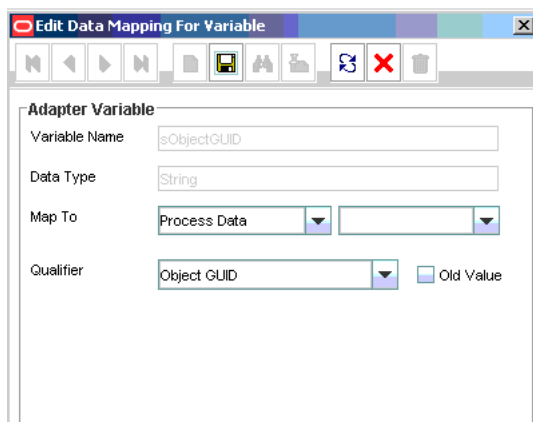 Edit Data Mapping For Variable
Adapter Variable
Variable Name sObjectGUID
Data Type String
Map To Process Data
Qualifier Object GUID Old Value